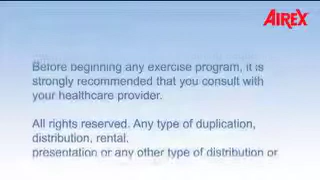 AIREX
Before beginning any exercise program, it is
strongly recommended that you consult with
your healthcare provider.
All rights reserved. Any type of duplication,
distribution, rental.
presentation or any other type of distribution or